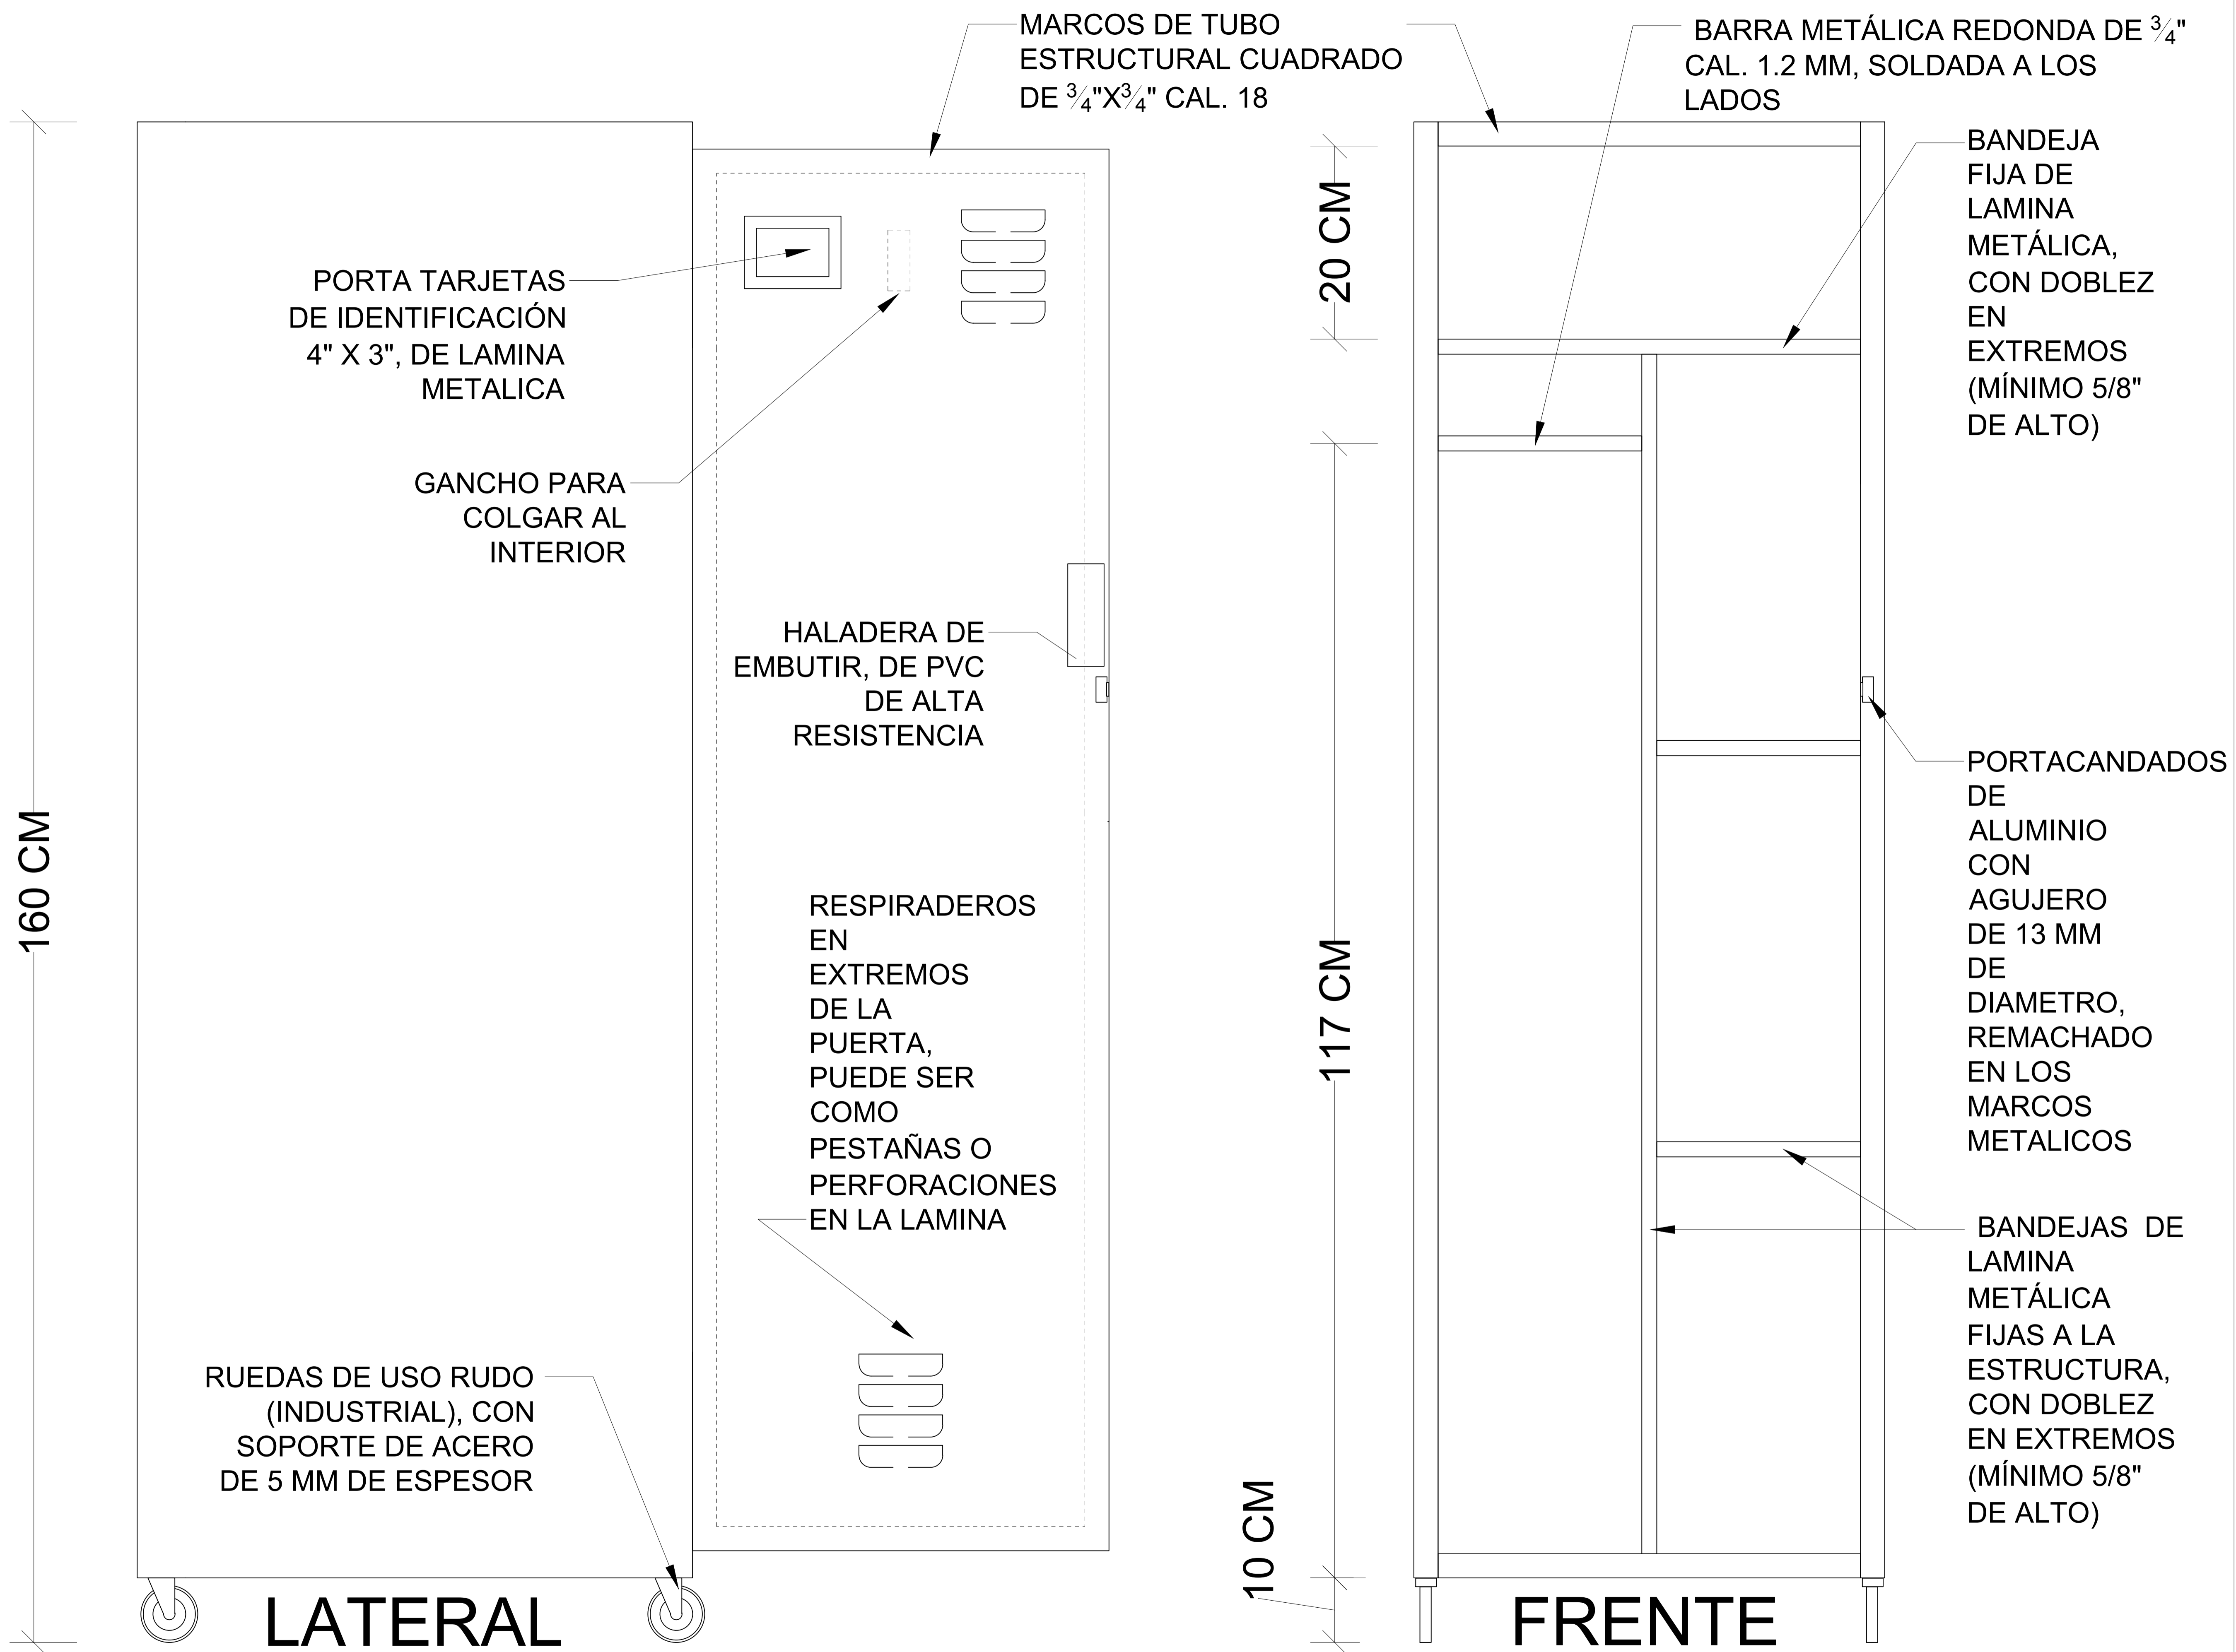 MARCOS DE TUBO
ESTRUCTURAL CUADRADO
DE 3/4"X3/4" CAL. 18
BARRA METÁLICA REDONDA DE 3/4"
CAL. 1.2 MM, SOLDADA A LOS
LADOS
BANDEJA
FIJA DE
LAMINA
METÁLICA,
CON DOBLEZ
EN
EXTREMOS
(MÍNIMO 5/8"
DE ALTO)
20 CM
PORTA TARJETAS
DE IDENTIFICACIÓN
4" X 3", DE LAMINA
METALICA
GANCHO PARA
COLGAR AL
INTERIOR
HALADERA DE
EMBUTIR, DE PVC
DE ALTA
RESISTENCIA
160 CM
117 CM
PORTACANDADOS
DE
ALUMINIO
CON
AGUJERO
DE 13 MM
DE
DIAMETRO,
REMACHADO
EN LOS
MARCOS
METALICOS
RESPIRADEROS
EN
EXTREMOS
DE LA
PUERTA,
PUEDE SER
COMO
PESTAÑAS O
PERFORACIONES
EN LA LAMINA
BANDEJAS  DE
LAMINA
METÁLICA
FIJAS A LA
ESTRUCTURA,
CON DOBLEZ
EN EXTREMOS
(MÍNIMO 5/8"
DE ALTO)
RUEDAS DE USO RUDO
(INDUSTRIAL), CON
SOPORTE DE ACERO
DE 5 MM DE ESPESOR
10 CM
LATERAL
FRENTE